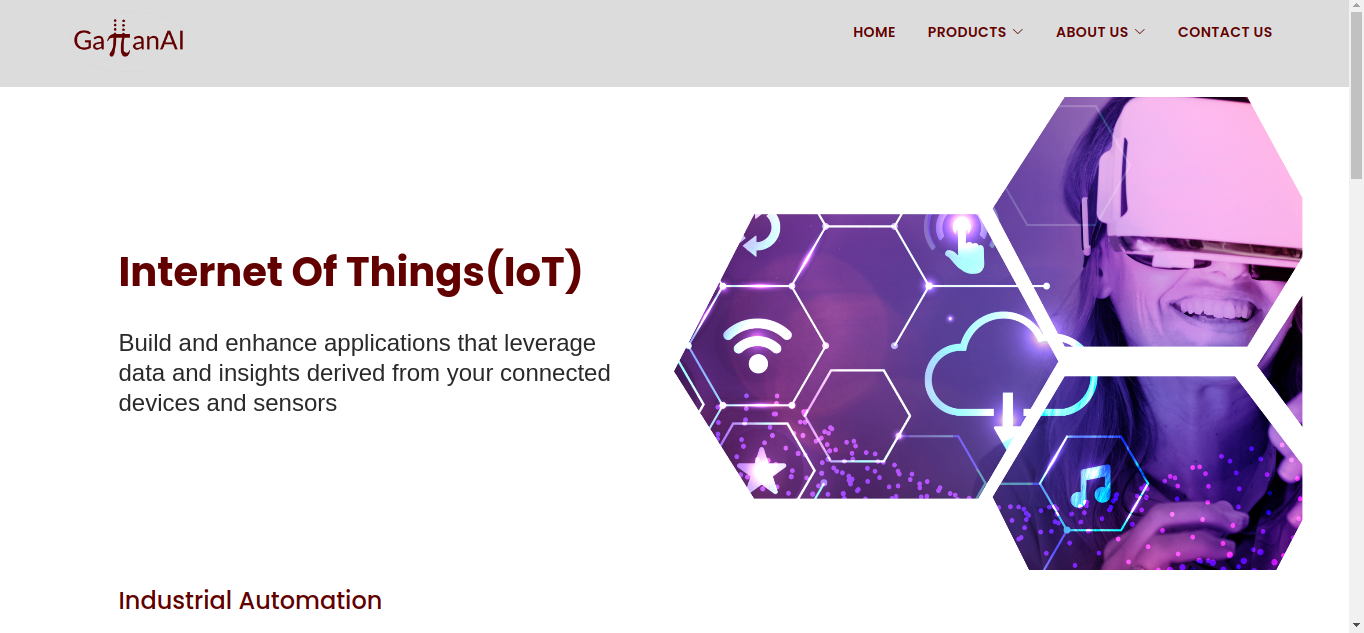 GaππanAI
HOME
PRODUCTS
ABOUT US
CONTACT US
Internet Of Things(IoT)
Build and enhance applications that leverage
data and insights derived from your connected
devices and sensors
Industrial Automation